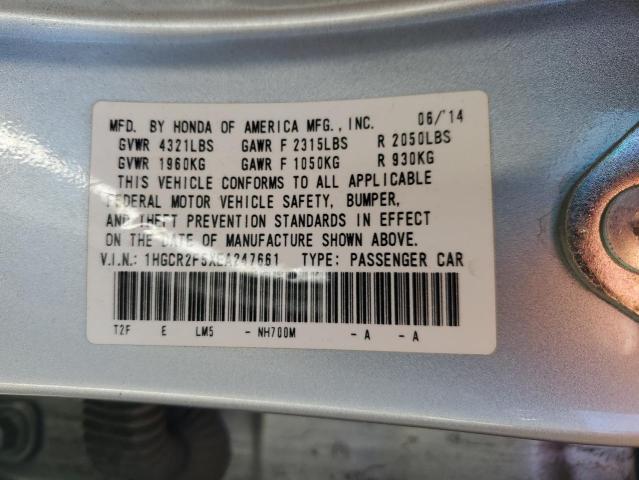 MFD. BY HONDA OF AMERICA MFG., INC. 06/'14
GVWR 4321LBS GAWR F 2315LBS R 2050LBS
GVWR 1960KG GAWR F 1050KG R 930KG
THIS VEHICLE CONFORMS TO ALL APPLICABLE
FEDERAL MOTOR VEHICLE SAFETY, BUMPER,
AND THEFT PREVENTION STANDARDS IN EFFECT
ON THE DATE OF MANUFACTURE SHOWN ABOVE.
V.I.N.: 1HGCR2F5XEA247661 TYPE: PASSENGER CAR
T2F E LM5 - NH700M - A - A